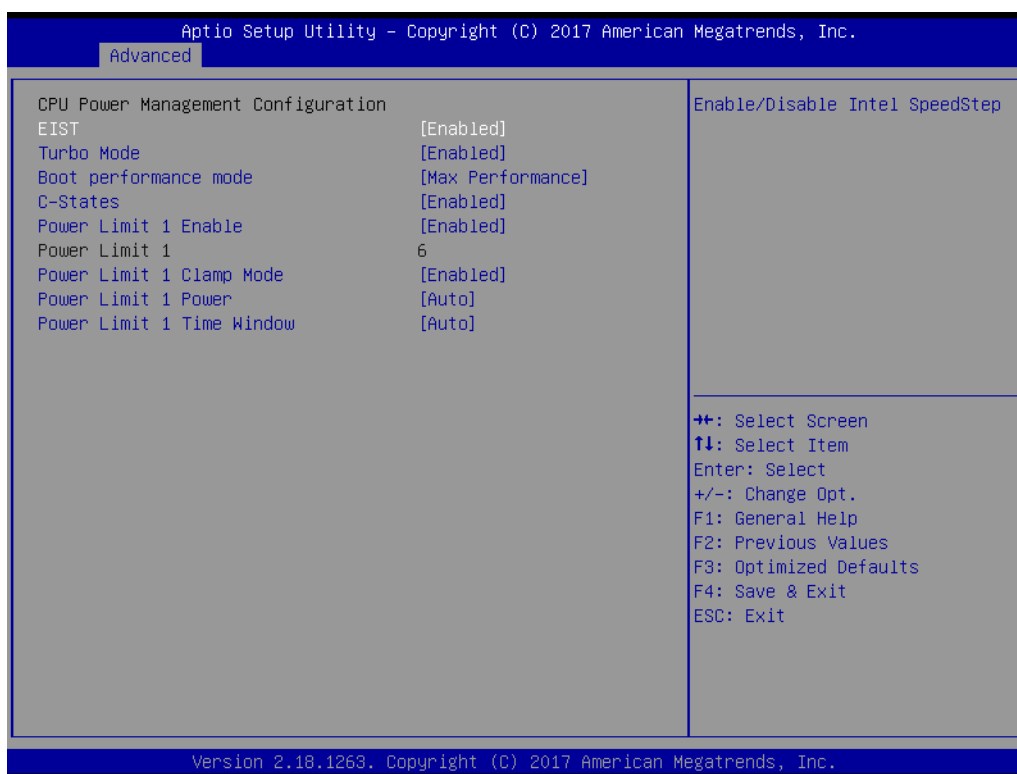 Aptio Setup Utility – Copyright (C) 2017 American Megatrends, Inc.
Advanced
CPU Power Management Configuration
EIST [Enabled]
Turbo Mode [Enabled]
Boot performance mode [Max Performance]
C-States [Enabled]
Power Limit 1 Enable [Enabled]
Power Limit 1 6
Power Limit 1 Clamp Mode [Enabled]
Power Limit 1 Power [Auto]
Power Limit 1 Time Window [Auto]
Enable/Disable Intel SpeedStep
→←: Select Screen
↑↓: Select Item
Enter: Select
+/-: Change Opt.
F1: General Help
F2: Previous Values
F3: Optimized Defaults
F4: Save & Exit
ESC: Exit
Version 2.18.1263. Copyright (C) 2017 American Megatrends, Inc.